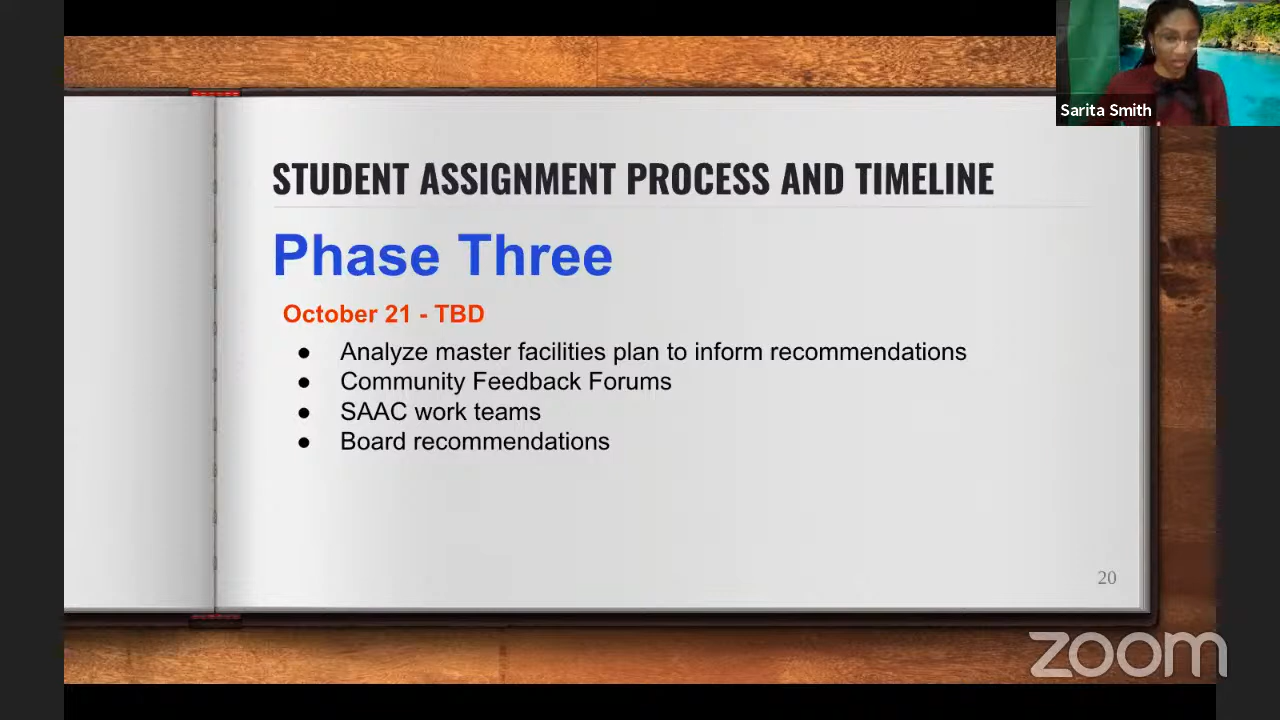 Sarita Smith
STUDENT ASSIGNMENT PROCESS AND TIMELINE
Phase Three
October 21 - TBD
● Analyze master facilities plan to inform recommendations
● Community Feedback Forums
● SAAC work teams
● Board recommendations
20
zoom